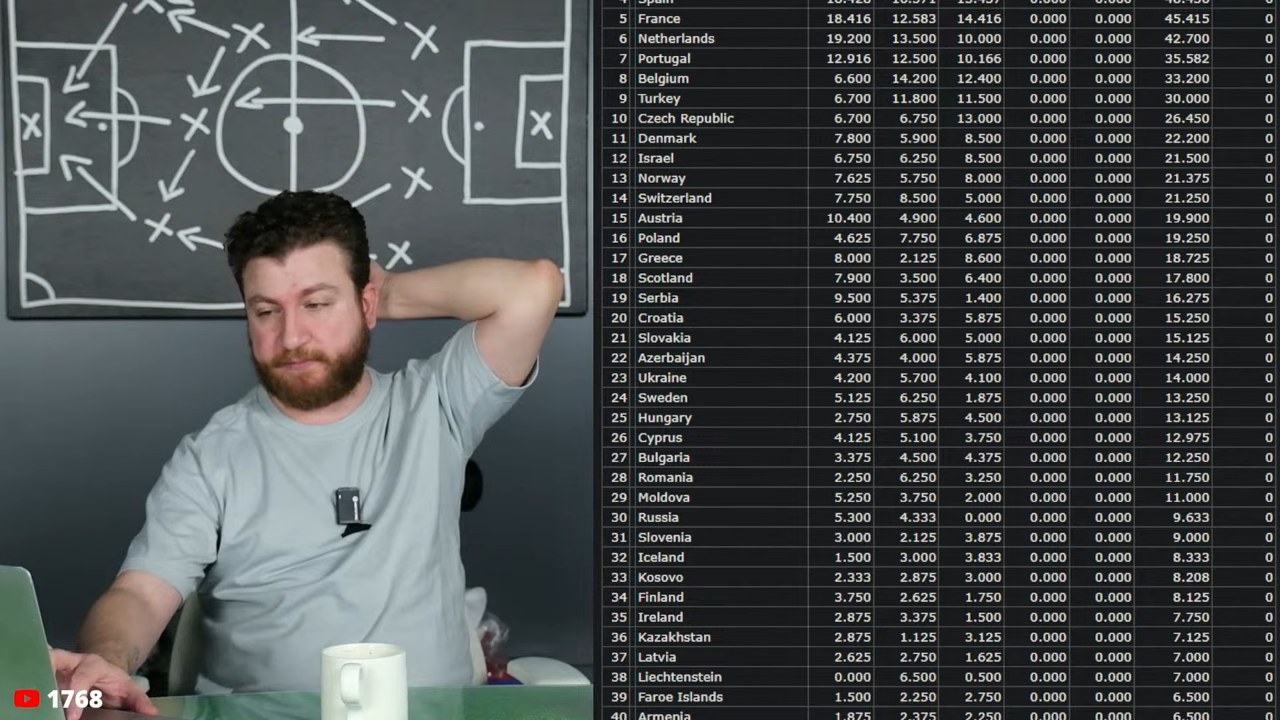 4 Spain
5 France 18.416 12.583 14.416 0.000 0.000 45.415 0
6 Netherlands 19.200 13.500 10.000 0.000 0.000 42.700 0
7 Portugal 12.916 12.500 10.166 0.000 0.000 35.582 0
8 Belgium 6.600 14.200 12.400 0.000 0.000 33.200 0
9 Turkey 6.700 11.800 11.500 0.000 0.000 30.000 0
10 Czech Republic 6.700 6.750 13.000 0.000 0.000 26.450 0
11 Denmark 7.800 5.900 8.500 0.000 0.000 22.200 0
12 Israel 6.750 6.250 8.500 0.000 0.000 21.500 0
13 Norway 7.625 5.750 8.000 0.000 0.000 21.375 0
14 Switzerland 7.750 8.500 5.000 0.000 0.000 21.250 0
15 Austria 10.400 4.900 4.600 0.000 0.000 19.900 0
16 Poland 4.625 7.750 6.875 0.000 0.000 19.250 0
17 Greece 8.000 2.125 8.600 0.000 0.000 18.725 0
18 Scotland 7.900 3.500 6.400 0.000 0.000 17.800 0
19 Serbia 9.500 5.375 1.400 0.000 0.000 16.275 0
20 Croatia 6.000 3.375 5.875 0.000 0.000 15.250 0
21 Slovakia 4.125 6.000 5.000 0.000 0.000 15.125 0
22 Azerbaijan 4.375 4.000 5.875 0.000 0.000 14.250 0
23 Ukraine 4.200 5.700 4.100 0.000 0.000 14.000 0
24 Sweden 5.125 6.250 1.875 0.000 0.000 13.250 0
25 Hungary 2.750 5.875 4.500 0.000 0.000 13.125 0
26 Cyprus 4.125 5.100 3.750 0.000 0.000 12.975 0
27 Bulgaria 3.375 4.500 4.375 0.000 0.000 12.250 0
28 Romania 2.250 6.250 3.250 0.000 0.000 11.750 0
29 Moldova 5.250 3.750 2.000 0.000 0.000 11.000 0
30 Russia 5.300 4.333 0.000 0.000 0.000 9.633 0
31 Slovenia 3.000 2.125 3.875 0.000 0.000 9.000 0
32 Iceland 1.500 3.000 3.833 0.000 0.000 8.333 0
33 Kosovo 2.333 2.875 3.000 0.000 0.000 8.208 0
34 Finland 3.750 2.625 1.750 0.000 0.000 8.125 0
35 Ireland 2.875 3.375 1.500 0.000 0.000 7.750 0
36 Kazakhstan 2.875 1.125 3.125 0.000 0.000 7.125 0
37 Latvia 2.625 2.750 1.625 0.000 0.000 7.000 0
38 Liechtenstein 0.000 6.500 0.500 0.000 0.000 7.000 0
39 Faroe Islands 1.500 2.250 2.750 0.000 0.000 6.500 0
40 Armenia 1.875 2.375 2.250 0.000 0.000 6.500 0
1768